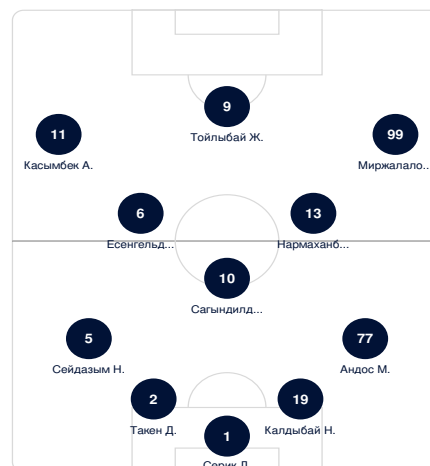 9
Тойлыбай Ж.
11
Касымбек А.
99
Миржалало...
6
Есенгельд...
13
Нармаханб...
10
Сагындилд...
5
Сейдазым Н.
77
Андос М.
2
Такен Д.
19
Калдыбай Н.
1
Серик Д.